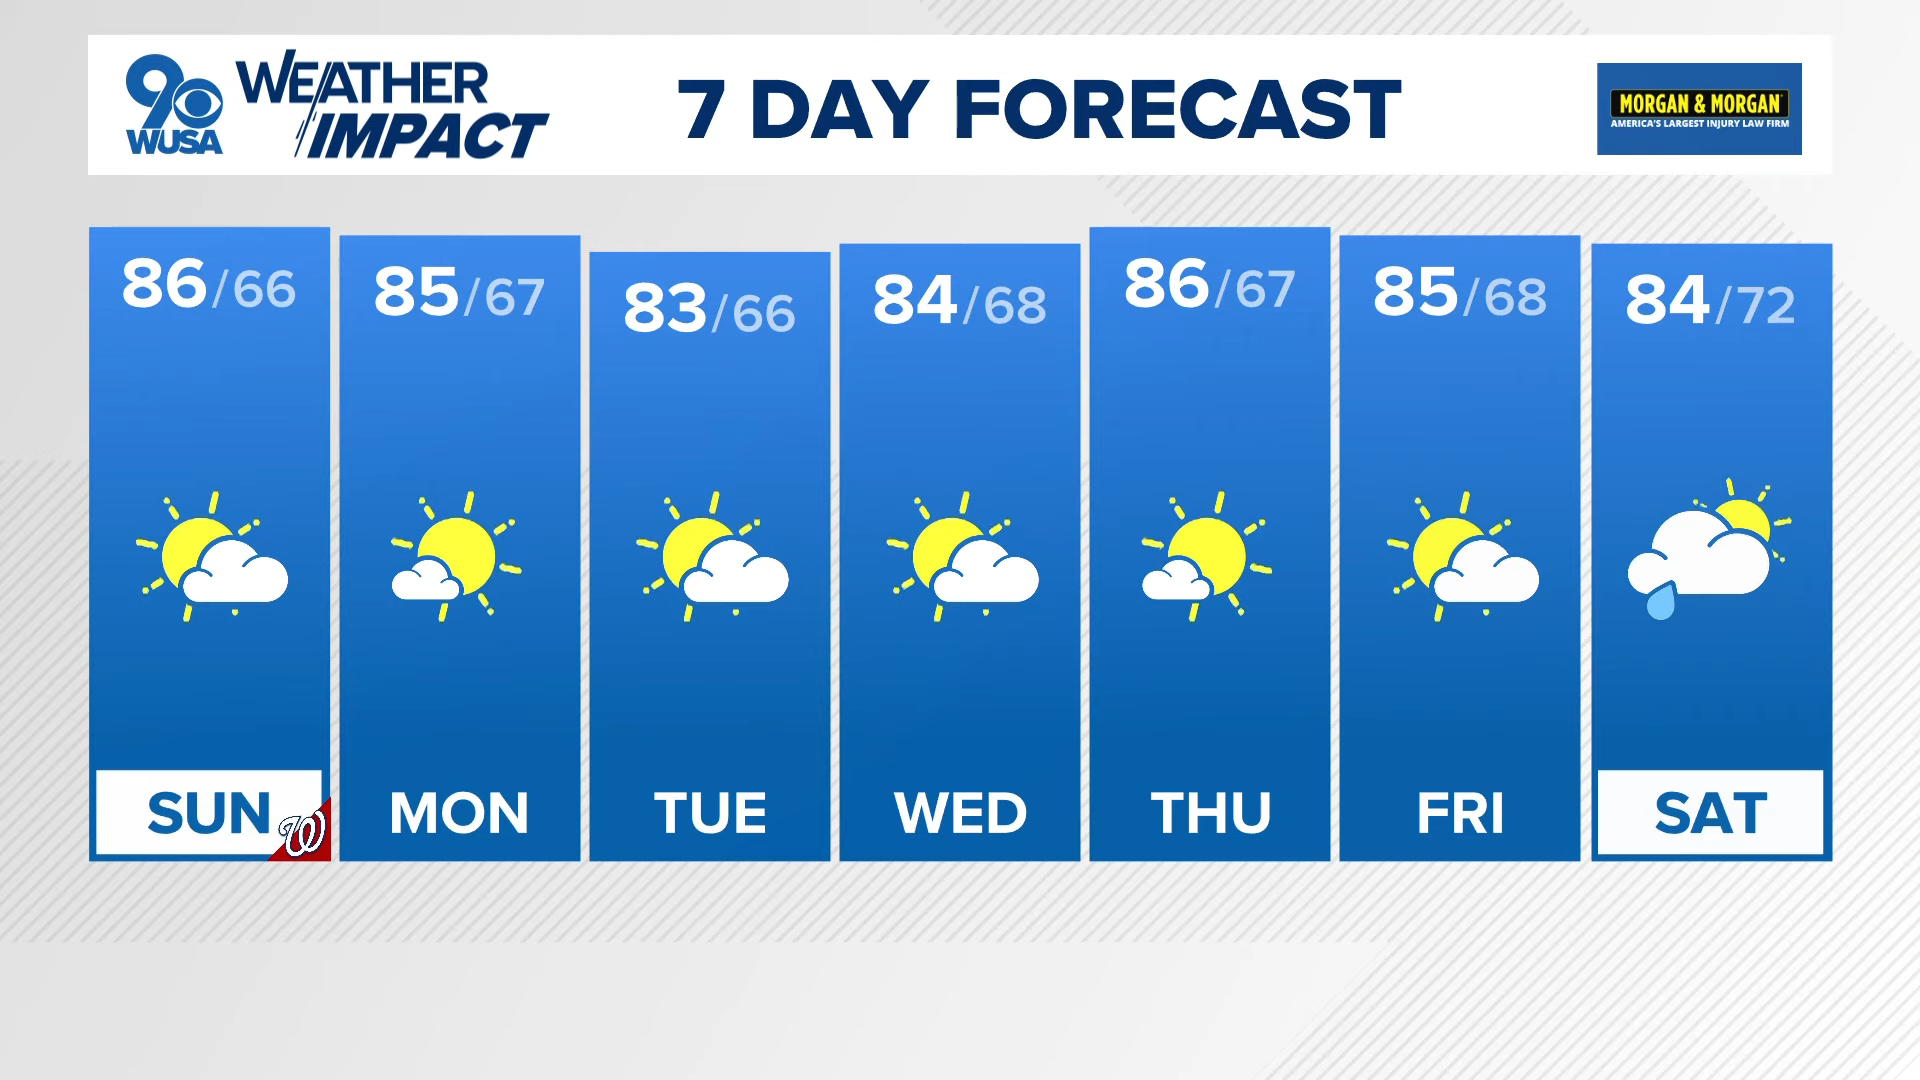 9
WUSA
WEATHER
IMPACT
7 DAY FORECAST
MORGAN & MORGAN
AMERICA'S LARGEST INJURY LAW FIRM
86/66
85/67
83/66
84/68
86/67
85/68
84/72
SUN
W
MON
TUE
WED
THU
FRI
SAT